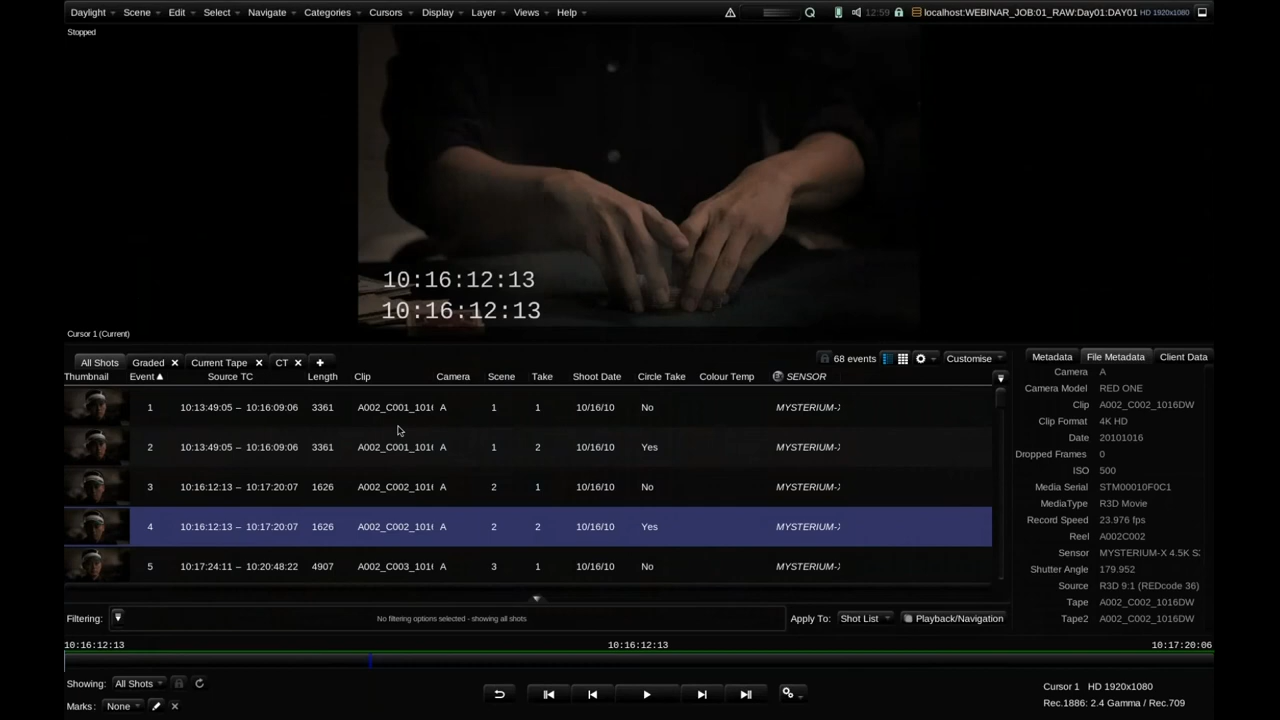 Daylight Scene Edit Select Navigate Categories Cursors Display Layer Views Help 12:59 localhost:WEBINAR_JOB:01_RAW:Day01:DAY01 HD 1920x1080
Stopped
10:16:12:13
10:16:12:13
Cursor 1 (Current)
All Shots Graded Current Tape CT + 68 events Customise Metadata File Metadata Client Data
Thumbnail Event Source TC Length Clip Camera Scene Take Shoot Date Circle Take Colour Temp SENSOR
1 10:13:49:05 – 10:16:09:06 3361 A002_C001_1016 A 1 1 10/16/10 No MYSTERIUM-X
2 10:13:49:05 – 10:16:09:06 3361 A002_C001_1016 A 1 2 10/16/10 Yes MYSTERIUM-X
3 10:16:12:13 – 10:17:20:07 1626 A002_C002_1016 A 2 1 10/16/10 No MYSTERIUM-X
4 10:16:12:13 – 10:17:20:07 1626 A002_C002_1016 A 2 2 10/16/10 Yes MYSTERIUM-X
5 10:17:24:11 – 10:20:48:22 4907 A002_C003_1016 A 3 1 10/16/10 No MYSTERIUM-X
Camera A
Camera Model RED ONE
Clip A002_C002_1016DW
Clip Format 4K HD
Date 20101016
Dropped Frames 0
ISO 500
Media Serial STM00010F0C1
MediaType R3D Movie
Record Speed 23.976 fps
Reel A002C002
Sensor MYSTERIUM-X 4.5K S3
Shutter Angle 179.952
Source R3D 9:1 (REDcode 36)
Tape A002_C002_1016DW
Tape2 A002_C002_1016DW
Filtering: No filtering options selected - showing all shots Apply To: Shot List Playback/Navigation
10:16:12:13 10:16:12:13 10:17:20:06
Showing: All Shots
Marks: None
Cursor 1 HD 1920x1080
Rec.1886: 2.4 Gamma / Rec.709